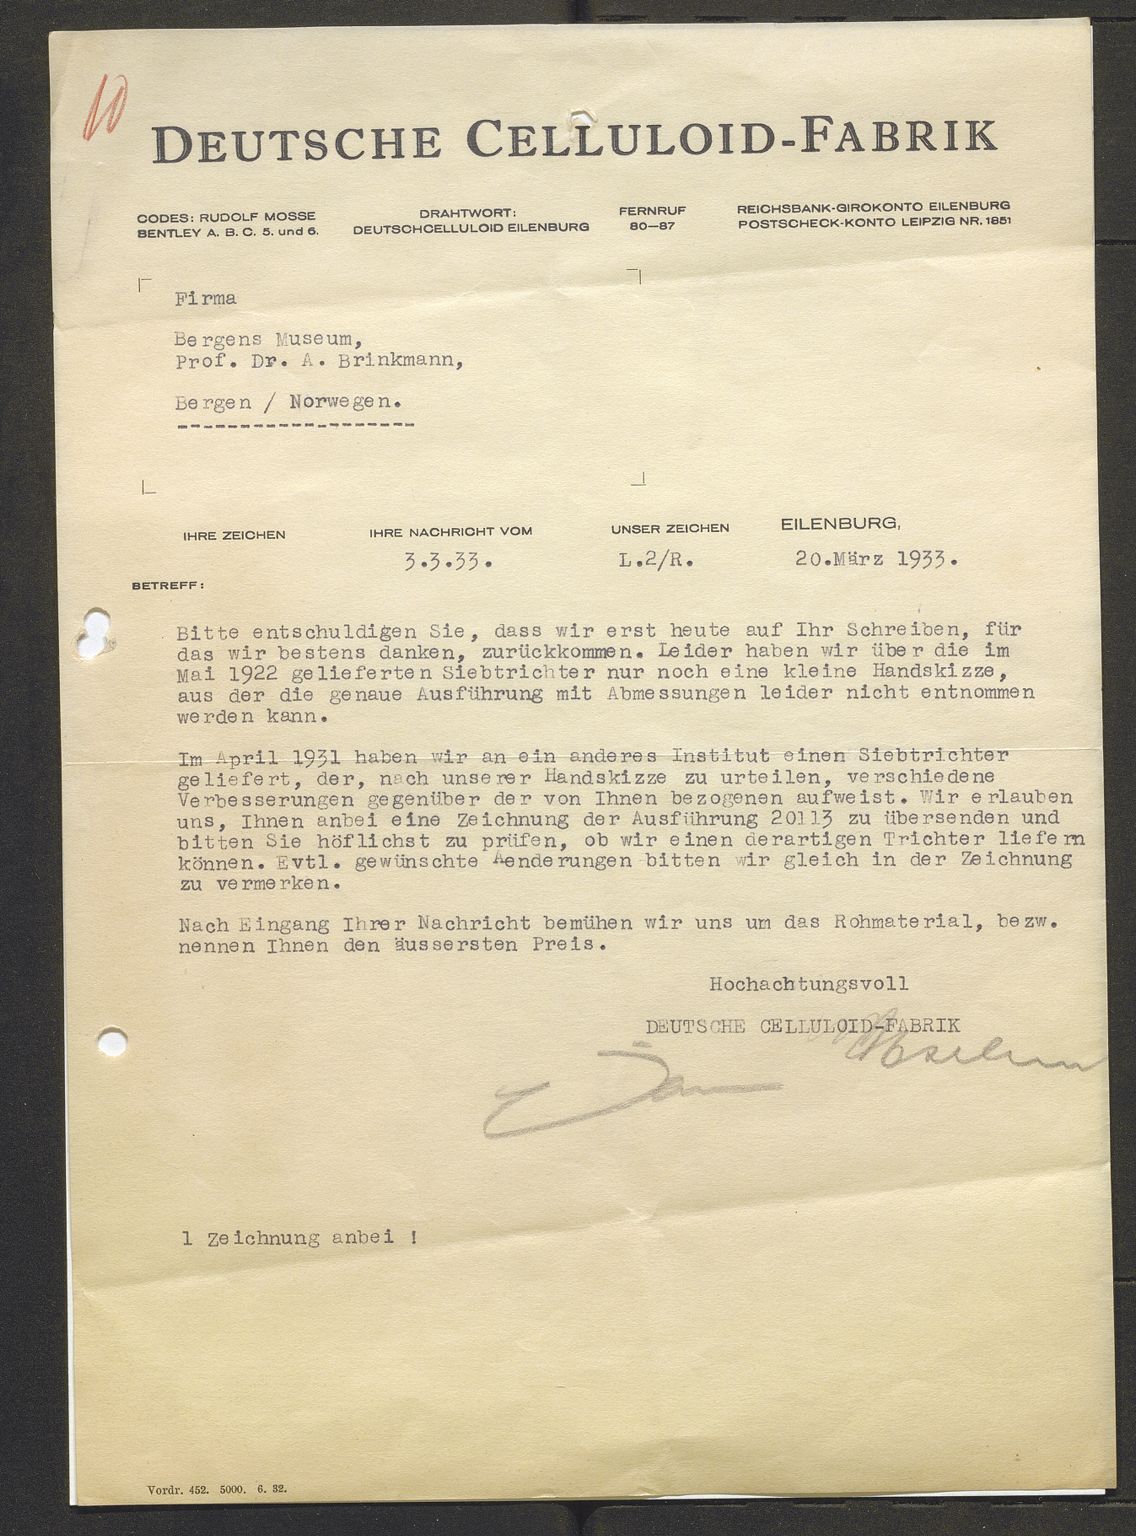 10
DEUTSCHE CELLULOID-FABRIK
CODES: RUDOLF MOSSE
BENTLEY A. B. C. 5. und 6.
DRAHTWORT:
DEUTSCHCELLULOID EILENBURG
FERNRUF
80—87
REICHSBANK-GIROKONTO EILENBURG
POSTSCHECK-KONTO LEIPZIG NR. 1851
Firma
Bergens Museum,
Prof. Dr. A. Brinkmann,
Bergen / Norwegen.
IHRE ZEICHEN
IHRE NACHRICHT VOM
3.3.33.
UNSER ZEICHEN
L.2/R.
EILENBURG,
20.März 1933.
BETREFF:
Bitte entschuldigen Sie, dass wir erst heute auf Ihr Schreiben, für
das wir bestens danken, zurückkommen. Leider haben wir über die im
Mai 1922 gelieferten Siebtrichter nur noch eine kleine Handskizze,
aus der die genaue Ausführung mit Abmessungen leider nicht entnommen
werden kann.
Im April 1931 haben wir an ein anderes Institut einen Siebtrichter
geliefert, der, nach unserer Handskizze zu urteilen, verschiedene
Verbesserungen gegenüber der von Ihnen bezogenen aufweist. Wir erlauben
uns, Ihnen anbei eine Zeichnung der Ausführung 20113 zu übersenden und
bitten Sie höflichst zu prüfen, ob wir einen derartigen Trichter liefern
können. Evtl. gewünschte Aenderungen bitten wir gleich in der Zeichnung
zu vermerken.
Nach Eingang Ihrer Nachricht bemühen wir uns um das Rohmaterial, bezw.
nennen Ihnen den äussersten Preis.
Hochachtungsvoll
DEUTSCHE CELLULOID-FABRIK
1 Zeichnung anbei !
Vordr. 452. 5000. 6. 32.